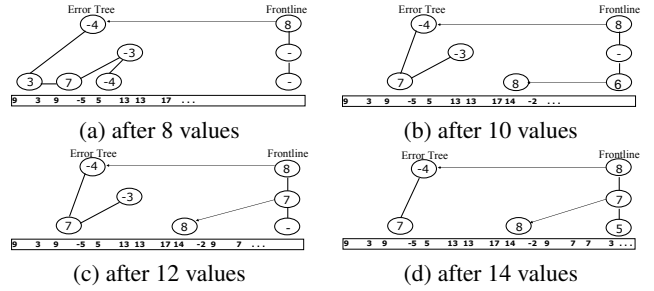 Error Tree Frontline
-4 8
-3 -
3 7 -4 -
9 3 9 -5 5 13 13 17 ...
(a) after 8 values
Error Tree Frontline
-4 8
-3 -
7 8 6
9 3 9 -5 5 13 13 17 14 -2 ...
(b) after 10 values
Error Tree Frontline
-4 8
-3 7
7 8 -
9 3 9 -5 5 13 13 17 14 -2 9 7 ...
(c) after 12 values
Error Tree Frontline
-4 8
7
7 8 5
9 3 9 -5 5 13 13 17 14 -2 9 7 7 3 ...
(d) after 14 values